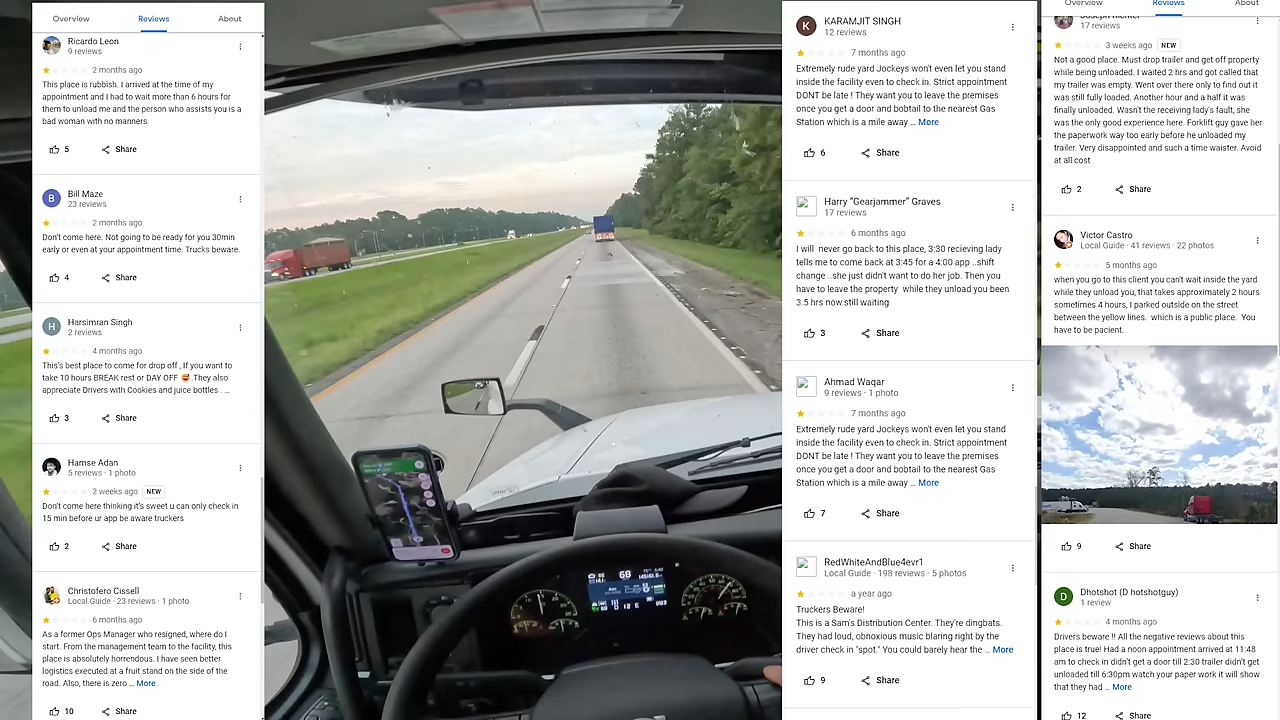 Overview Reviews About
Ricardo Leon
9 reviews
2 months ago
This place is rubbish. I arrived at the time of my
appointment and I had to wait more than 6 hours for
them to unload me and the person who assists you is a
bad woman with no manners.
5 Share
B
Bill Maze
23 reviews
2 months ago
Don't come here. Not going to be ready for you 30min
early or even at your appointment time. Trucks beware.
4 Share
H
Harsimran Singh
2 reviews
4 months ago
This's best place to come for drop off , If you want to
take 10 hours BREAK rest or DAY OFF 🥰 .They also
appreciate Drivers with Cookies and juice bottles . ...
3 Share
Hamse Adan
5 reviews · 1 photo
2 weeks ago NEW
Don't come here thinking it's sweet u can only check in
15 min before ur app be aware truckers
2 Share
Christofero Cissell
Local Guide · 23 reviews · 1 photo
6 months ago
As a former Ops Manager who resigned, where do I
start. From the management team to the facility, this
place is absolutely horrendous. I have seen better
logistics executed at a fruit stand on the side of the
road. Also, there is zero ... More
10 Share
68
K
KARAMJIT SINGH
12 reviews
7 months ago
Extremely rude yard Jockeys won't even let you stand
inside the facility even to check in. Strict appointment
DONT be late ! They want you to leave the premises
once you get a door and bobtail to the nearest Gas
Station which is a mile away ... More
6 Share
Harry "Gearjammer" Graves
17 reviews
6 months ago
I will never go back to this place, 3:30 recieving lady
tells me to come back at 3:45 for a 4:00 app ..shift
change ..she just didn't want to do her job. Then you
have to leave the property while they unload you been
3.5 hrs now.still waiting
3 Share
Ahmad Waqar
9 reviews · 1 photo
7 months ago
Extremely rude yard Jockeys won't even let you stand
inside the facility even to check in. Strict appointment
DONT be late ! They want you to leave the premises
once you get a door and bobtail to the nearest Gas
Station which is a mile away ... More
7 Share
RedWhiteAndBlue4evr1
Local Guide · 198 reviews · 5 photos
a year ago
Truckers Beware!
This is a Sam's Distribution Center. They're dingbats.
They had loud, obnoxious music blaring right by the
driver check in "spot." You could barely hear the ... More
9 Share
Overview Reviews About
17 reviews
3 weeks ago NEW
Not a good place. Must drop trailer and get off property
while being unloaded. I waited 2 hrs and got called that
my trailer was empty. Went over there only to find out it
was still fully loaded. Another hour and a half it was
finally unloaded. Wasn't the receiving lady's fault, she
was the only good experience here. Forklift guy gave her
the paperwork way too early before he unloaded my
trailer. Very disappointed and such a time waister. Avoid
at all cost
2 Share
Victor Castro
Local Guide · 41 reviews · 22 photos
5 months ago
when you go to this client you can't wait inside the yard
while they unload you, that takes approximately 2 hours
sometimes 4 hours, I parked outside on the street
between the yellow lines. which is a public place. You
have to be pacient.
9 Share
D
Dhotshot (D hotshotguy)
1 review
4 months ago
Drivers beware !! All the negative reviews about this
place is true! Had a noon appointment arrived at 11:48
am to check in didn't get a door till 2:30 trailer didn't get
unloaded till 6:30pm watch your paper work it will show
that they had ... More
12 Share